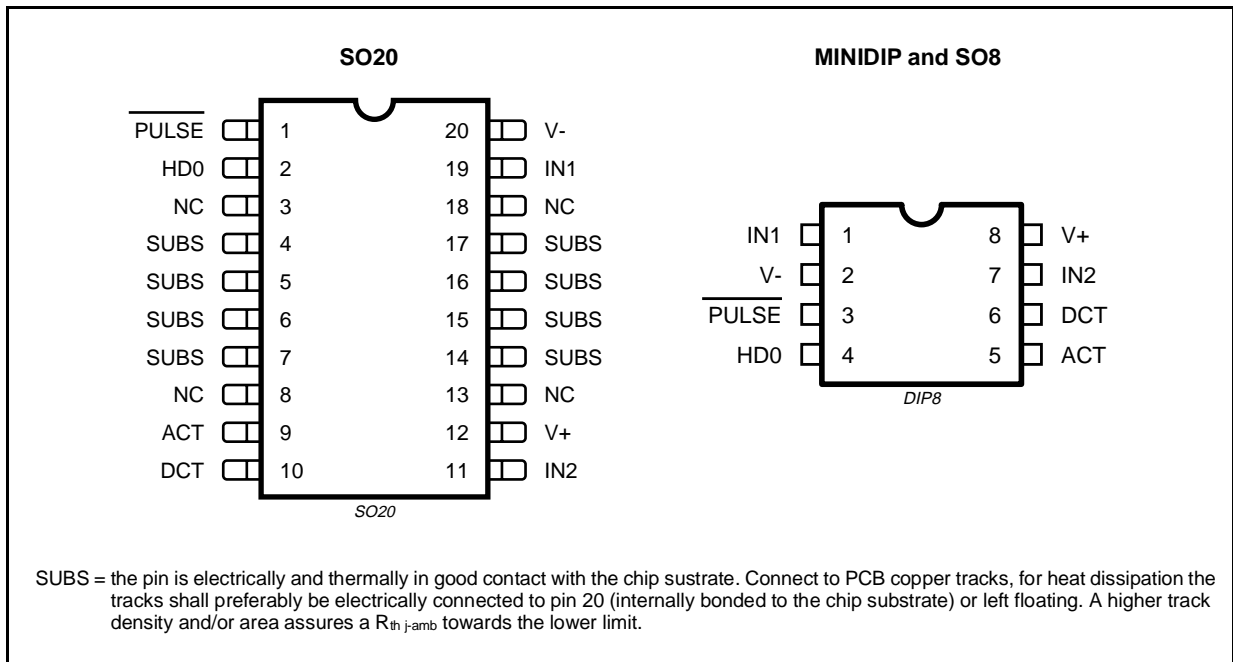 SO20
PULSE 1 20 V-
HD0 2 19 IN1
NC 3 18 NC
SUBS 4 17 SUBS
SUBS 5 16 SUBS
SUBS 6 15 SUBS
SUBS 7 14 SUBS
NC 8 13 NC
ACT 9 12 V+
DCT 10 11 IN2
SO20
MINIDIP and SO8
IN1 1 8 V+
V- 2 7 IN2
PULSE 3 6 DCT
HD0 4 5 ACT
DIP8
SUBS = the pin is electrically and thermally in good contact with the chip sustrate. Connect to PCB copper tracks, for heat dissipation the
tracks shall preferably be electrically connected to pin 20 (internally bonded to the chip substrate) or left floating. A higher track
density and/or area assures a Rth j-amb towards the lower limit.